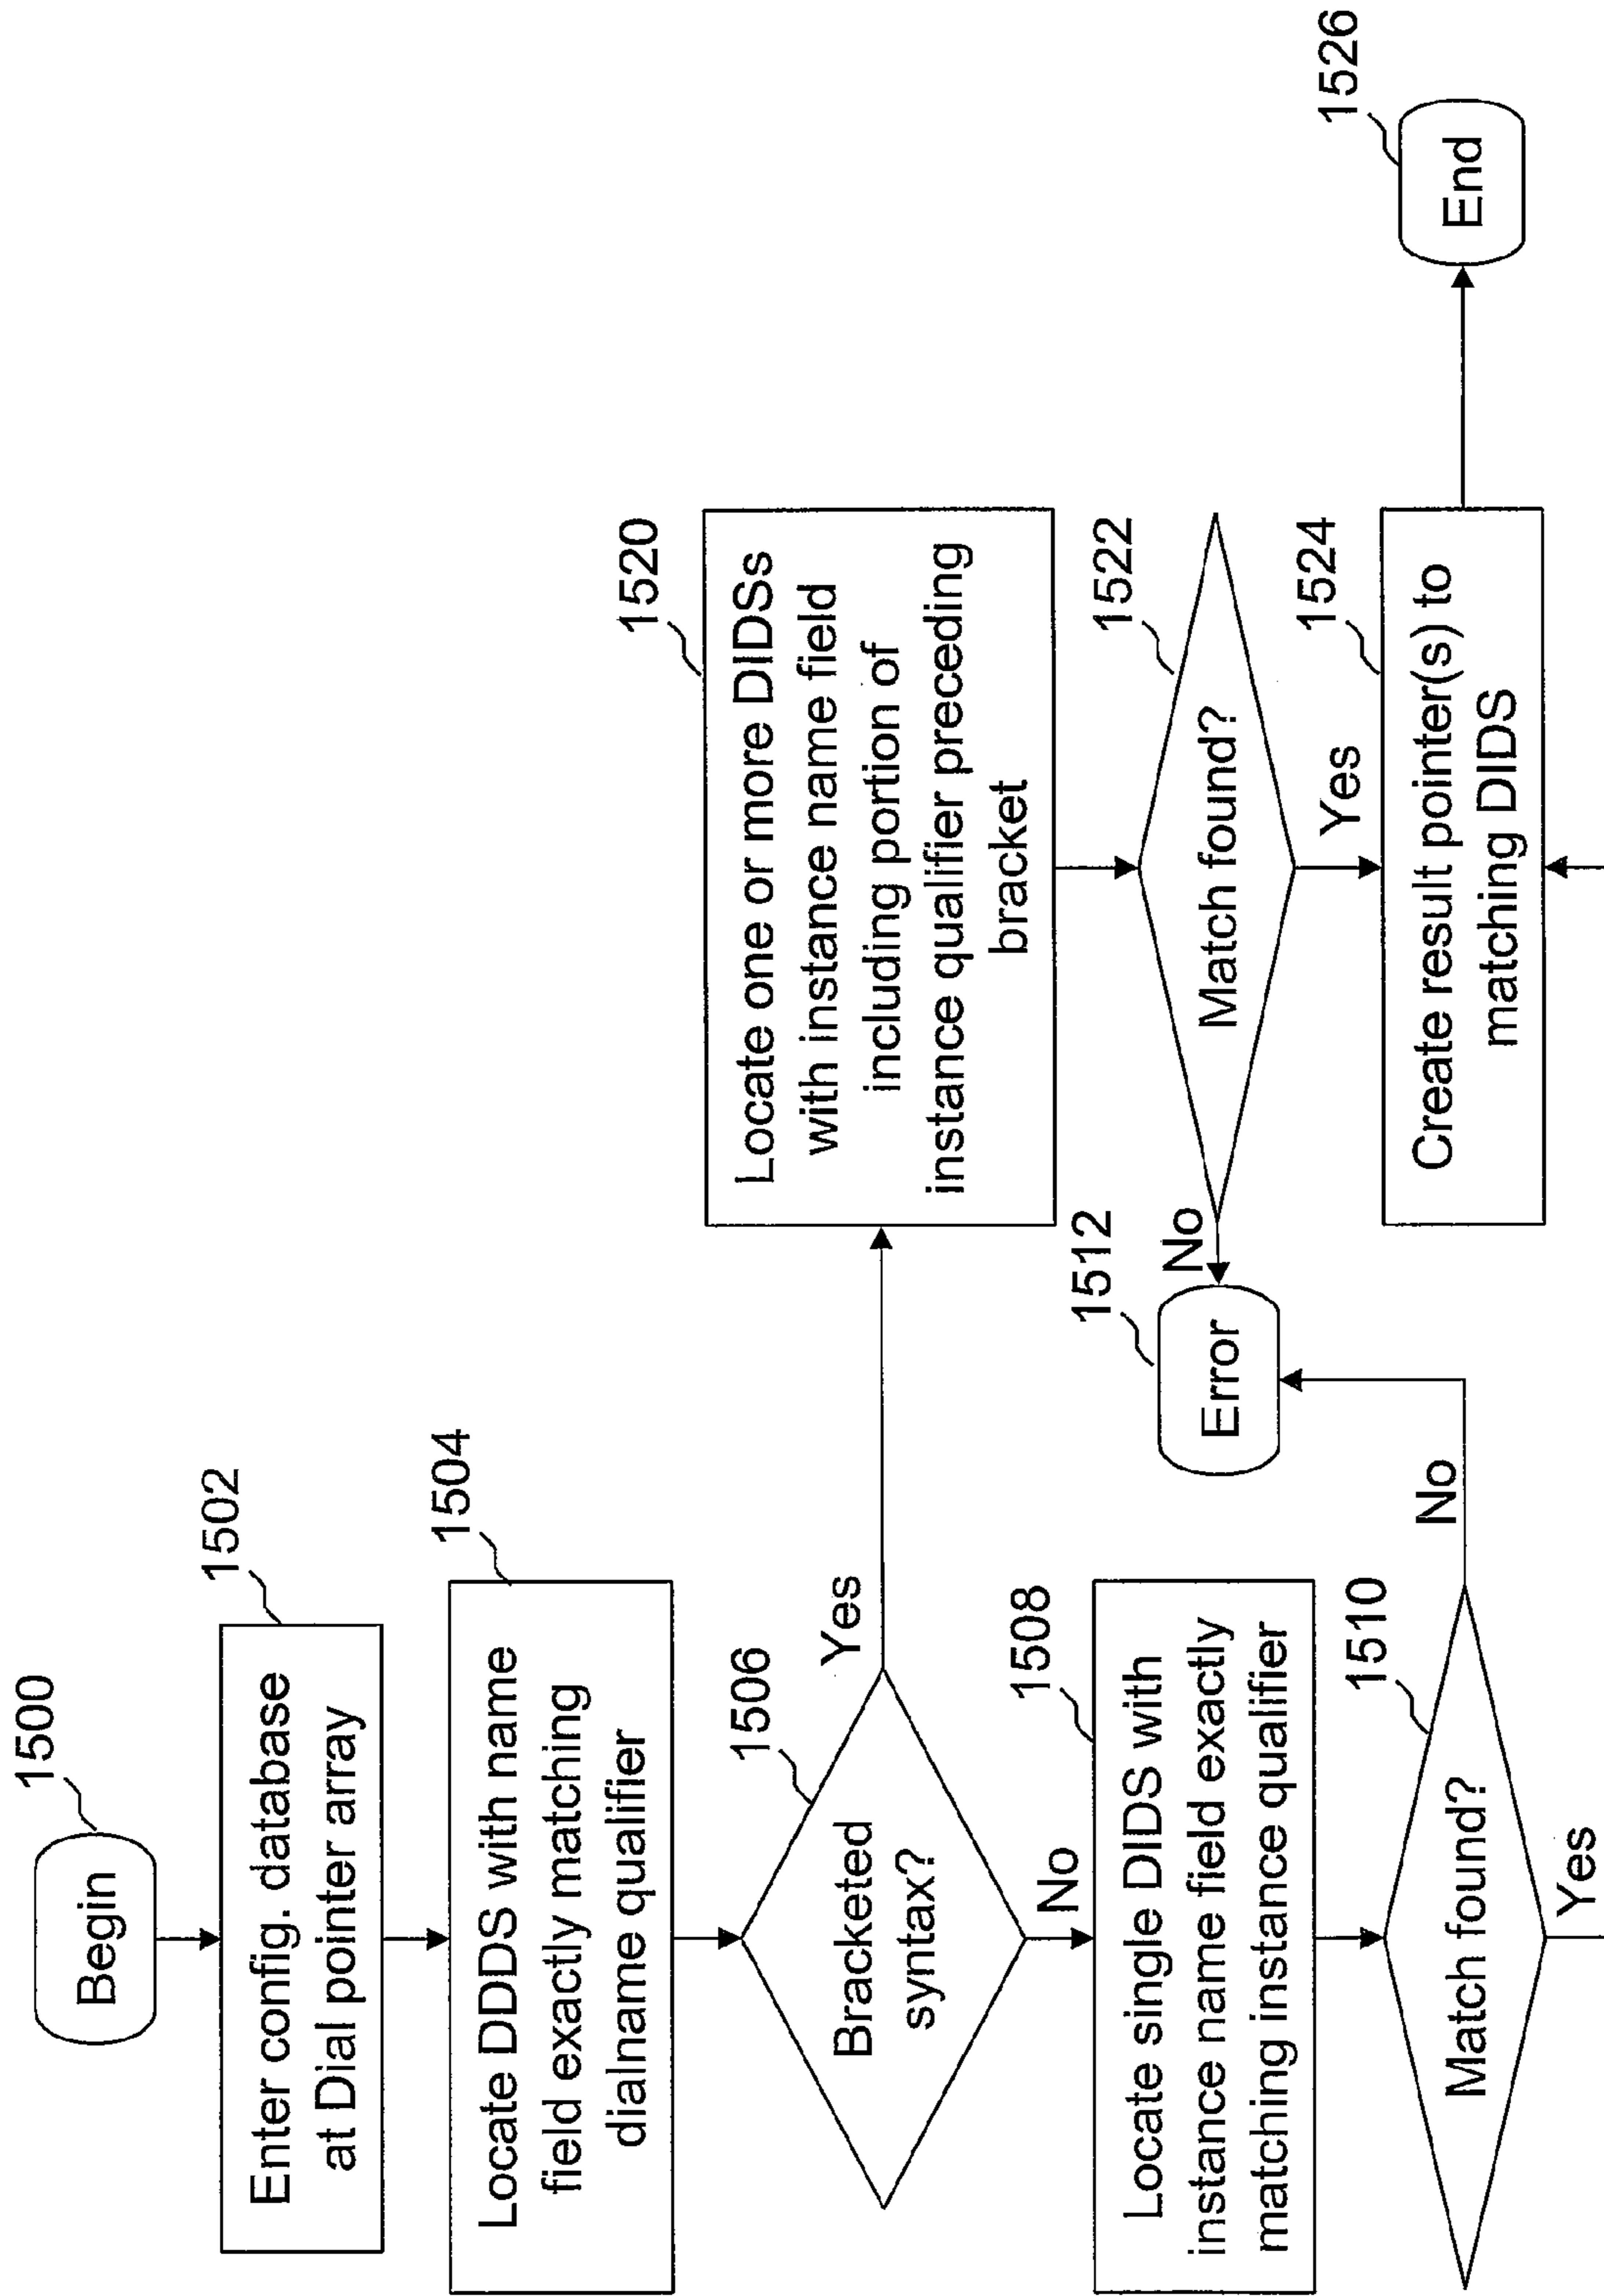 1500
Begin
1502
Enter config. database
at Dial pointer array
1504
Locate DDDS with name
field exactly matching
dialname qualifier
1506
Bracketed
syntax?
Yes
No
1508
Locate single DIDS with
instance name field exactly
matching instance qualifier
1510
Match found?
No
Yes
1512
Error
1520
Locate one or more DIDSs
with instance name field
including portion of
instance qualifier preceding
bracket
1522
Match found?
No
Yes
1524
Create result pointer(s) to
matching DIDS
1526
End